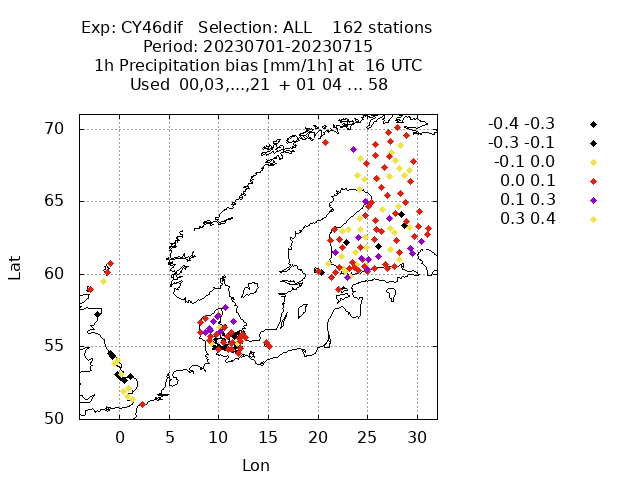 Exp: CY46dif Selection: ALL 162 stations
Period: 20230701-20230715
1h Precipitation bias [mm/1h] at 16 UTC
Used 00,03,...,21 + 01 04 ... 58
-0.4 -0.3
-0.3 -0.1
-0.1 0.0
0.0 0.1
0.1 0.3
0.3 0.4
70
65
60
55
50
Lat
0 5 10 15 20 25 30
Lon